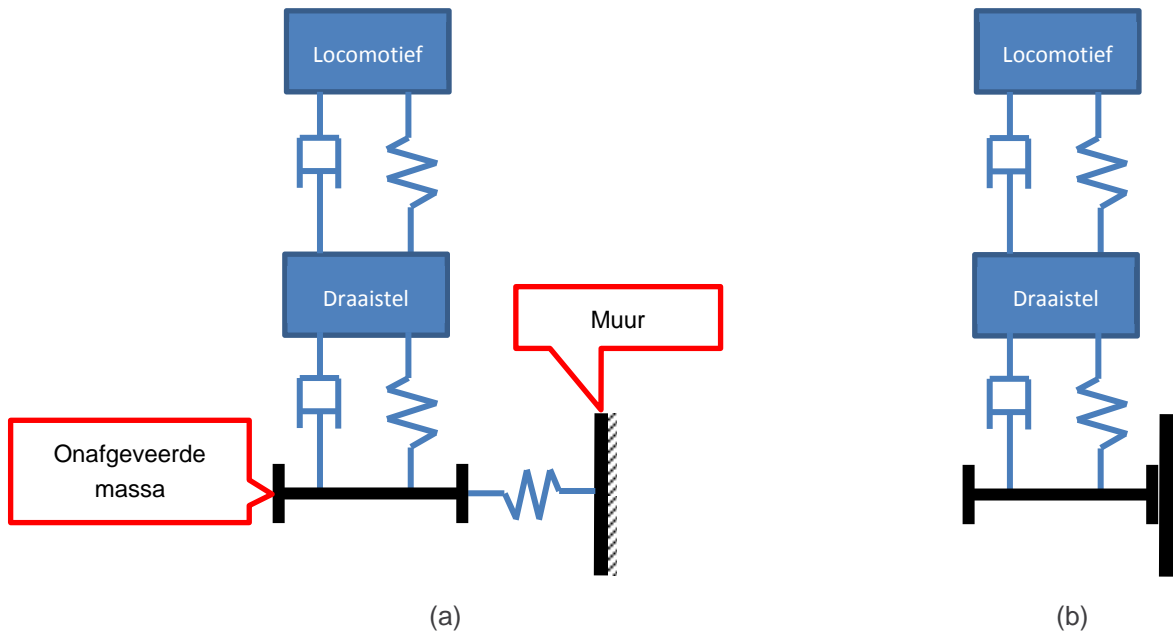 Locomotief
Locomotief
Draaistel
Draaistel
Muur
Onafgeveerde
massa
(a)
(b)